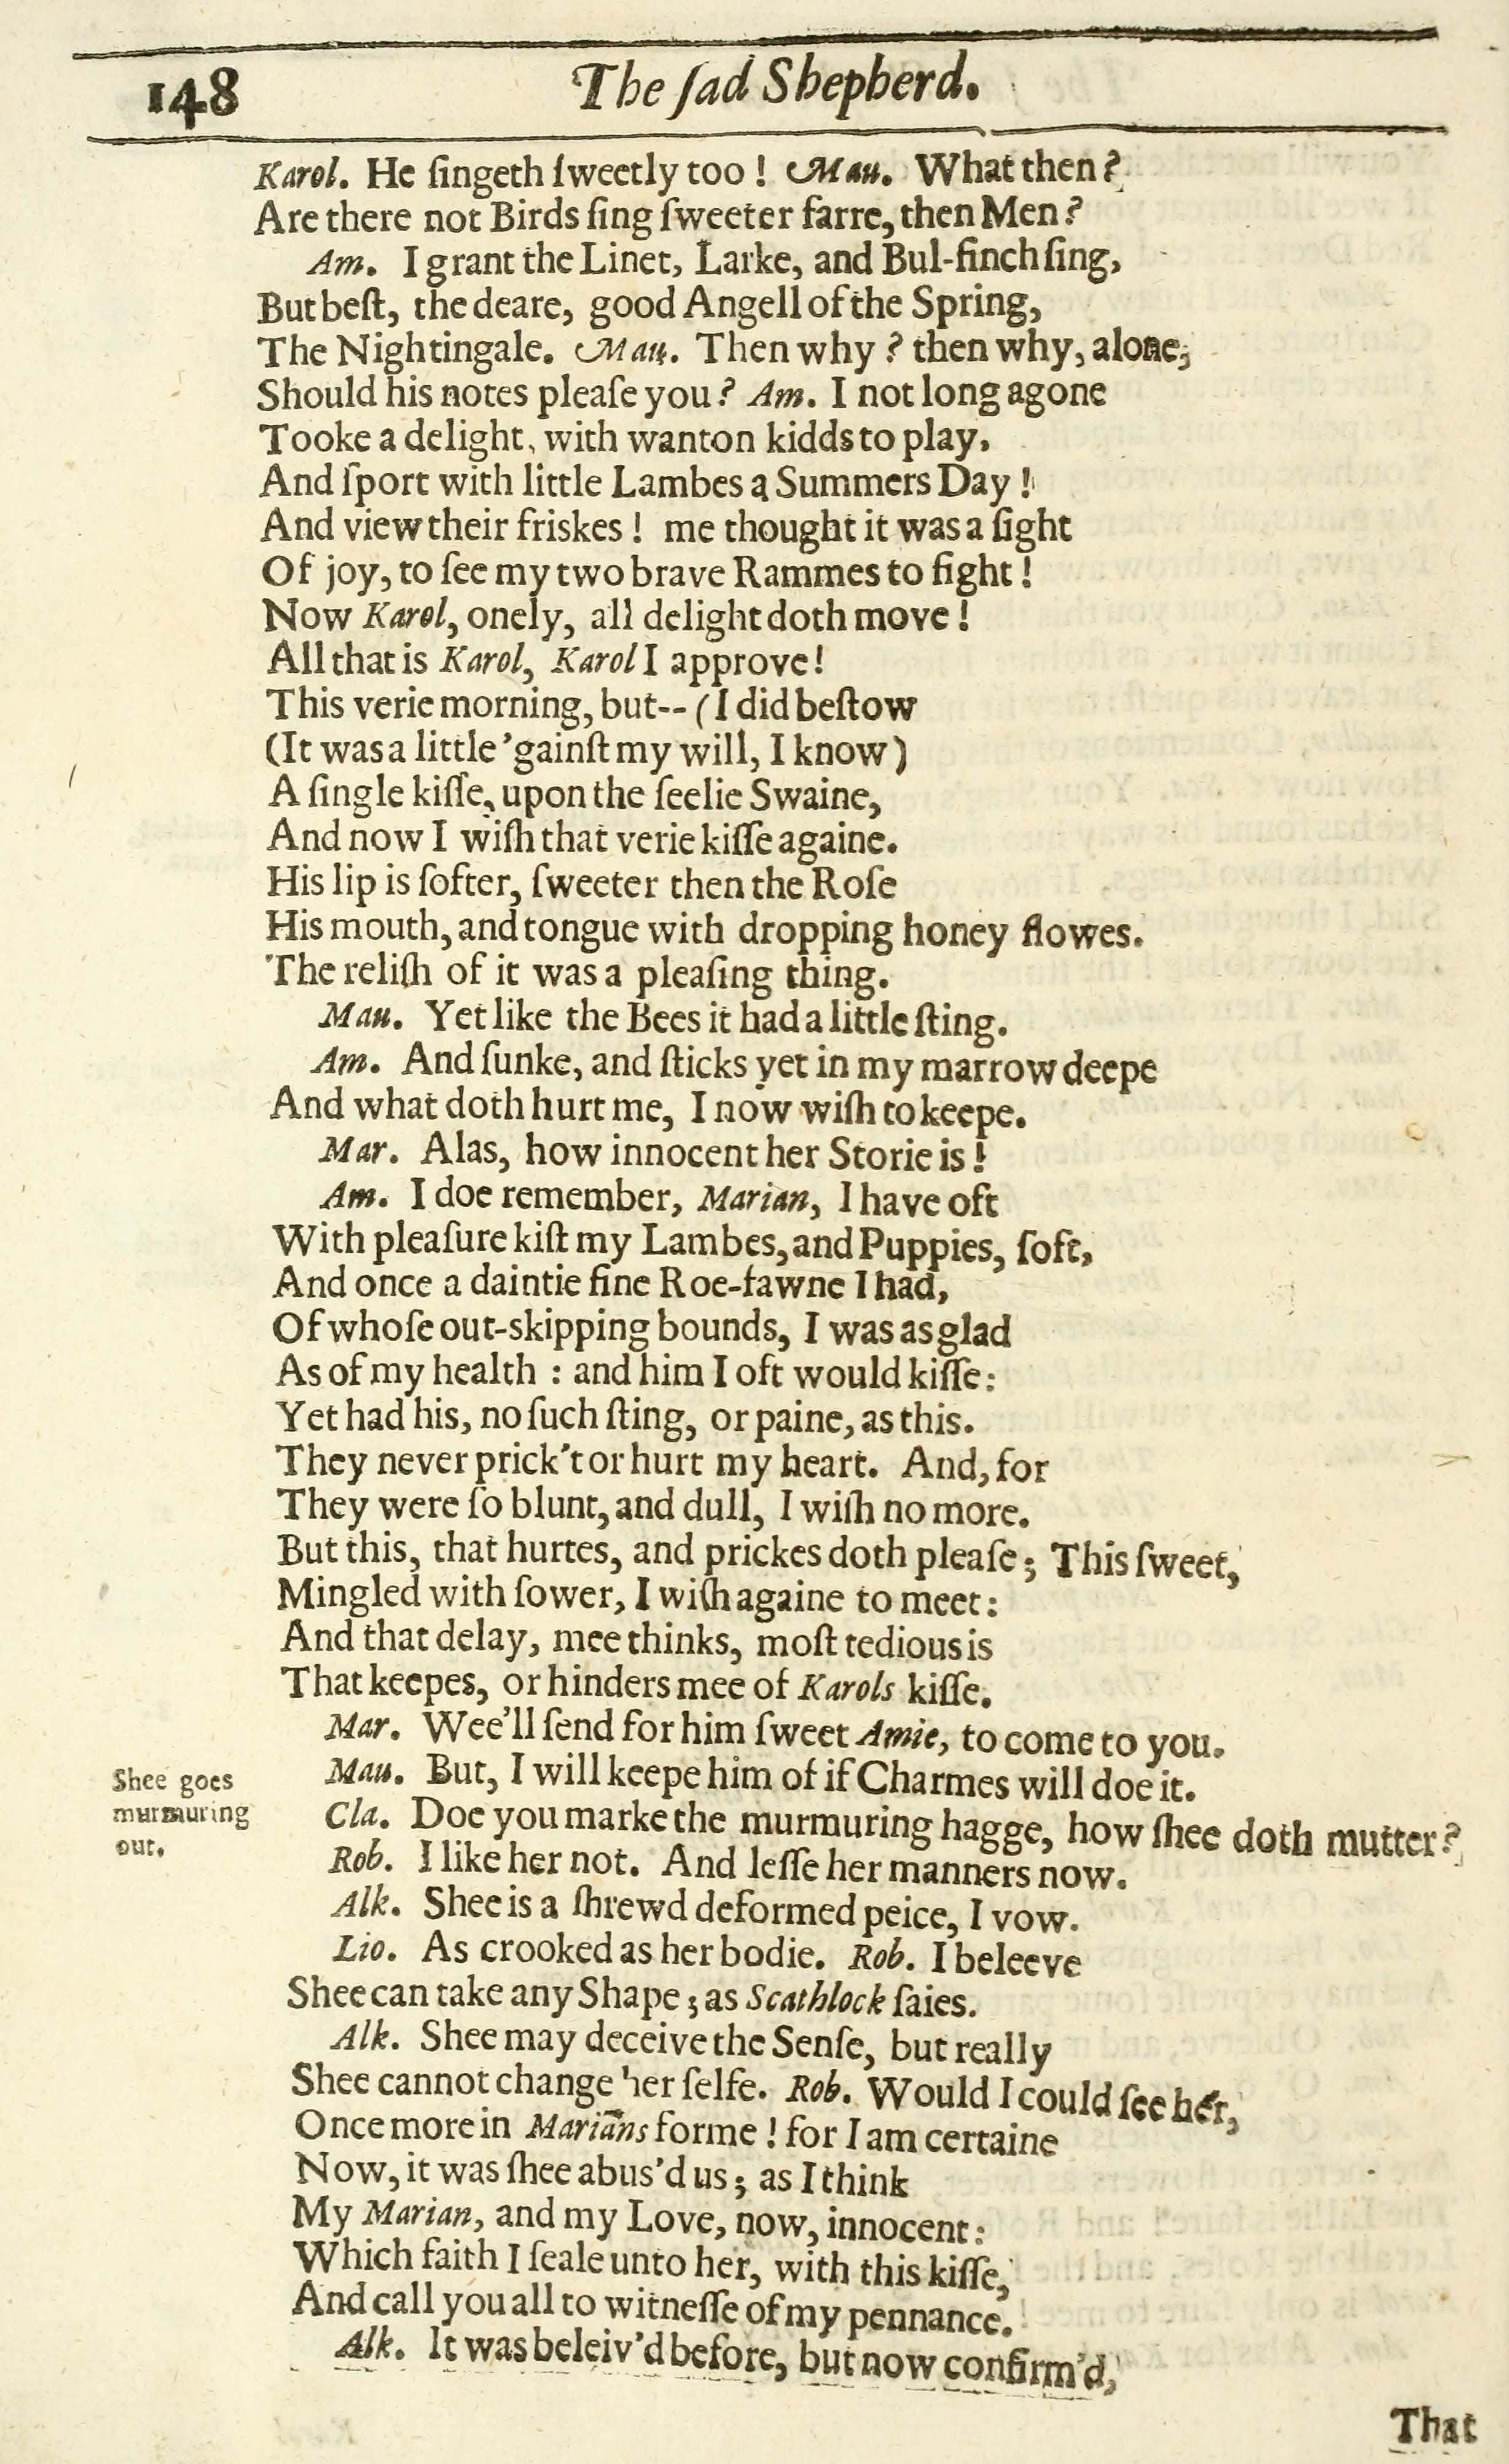 148 The ſad Shepherd.
Karol. He ſingeth ſweetly too ! Mau. What then ?
Are there not Birds ſing ſweeter farre, then Men ?
Am. I grant the Linet, Larke, and Bul-finch ſing,
But beſt, the deare, good Angell of the Spring,
The Nightingale. Mau. Then why ? then why, alone,
Should his notes pleaſe you ? Am. I not long agone
Tooke a delight, with wanton kidds to play,
And ſport with little Lambes a Summers Day !
And view their friskes ! me thought it was a ſight
Of joy, to ſee my two brave Rammes to fight !
Now Karol, onely, all delight doth move !
All that is Karol, Karol I approve !
This verie morning, but-- (I did beſtow
(It was a little 'gainſt my will, I know)
A ſingle kiſſe, upon the ſeelie Swaine,
And now I wiſh that verie kiſſe againe.
His lip is ſofter, ſweeter then the Roſe
His mouth, and tongue with dropping honey flowes.
The reliſh of it was a pleaſing thing.
Mau. Yet like the Bees it had a little ſting.
Am. And ſunke, and ſticks yet in my marrow deepe
And what doth hurt me, I now wiſh to keepe.
Mar. Alas, how innocent her Storie is !
Am. I doe remember, Marian, I have oft
With pleaſure kiſt my Lambes, and Puppies, ſoft,
And once a daintie fine Roe-fawne I had,
Of whoſe out-skipping bounds, I was as glad
As of my health : and him I oft would kiſſe :
Yet had his, no ſuch ſting, or paine, as this.
They never prick't or hurt my heart. And, for
They were ſo blunt, and dull, I wiſh no more.
But this, that hurtes, and prickes doth pleaſe ; This ſweet,
Mingled with ſower, I wiſh againe to meet :
And that delay, mee thinks, moſt tedious is
That keepes, or hinders mee of Karols kiſſe.
Mar. Wee'll ſend for him ſweet Amie, to come to you.
Mau. But, I will keepe him of if Charmes will doe it.
Shee goes
murmuring
out.
Cla. Doe you marke the murmuring hagge, how ſhee doth mutter ?
Rob. I like her not. And leſſe her manners now.
Alk. Shee is a ſhrewd deformed peice, I vow.
Lio. As crooked as her bodie. Rob. I beleeve
Shee can take any Shape ; as Scathlock ſaies.
Alk. Shee may deceive the Senſe, but really
Shee cannot change her ſelfe. Rob. Would I could ſee her,
Once more in Marians forme ! for I am certaine
Now, it was ſhee abus'd us ; as I think
My Marian, and my Love, now, innocent :
Which faith I ſeale unto her, with this kiſſe,
And call you all to witneſſe of my pennance.
Alk. It was beleiv'd before, but now confirm'd,
That